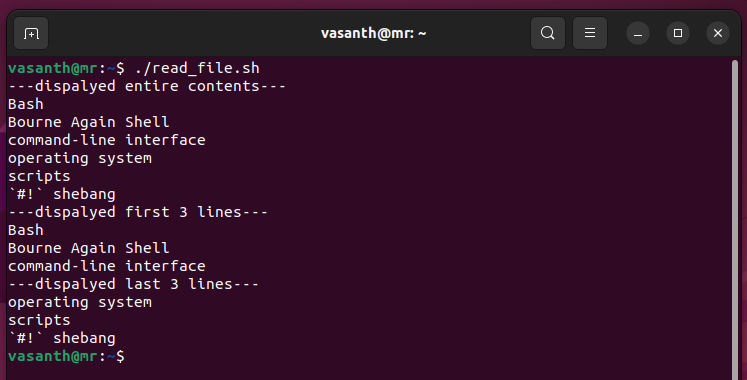 vasanth@mr: ~
vasanth@mr:~$ ./read_file.sh
---dispalyed entire contents---
Bash
Bourne Again Shell
command-line interface
operating system
scripts
`#!` shebang
---dispalyed first 3 lines---
Bash
Bourne Again Shell
command-line interface
---dispalyed last 3 lines---
operating system
scripts
`#!` shebang
vasanth@mr:~$